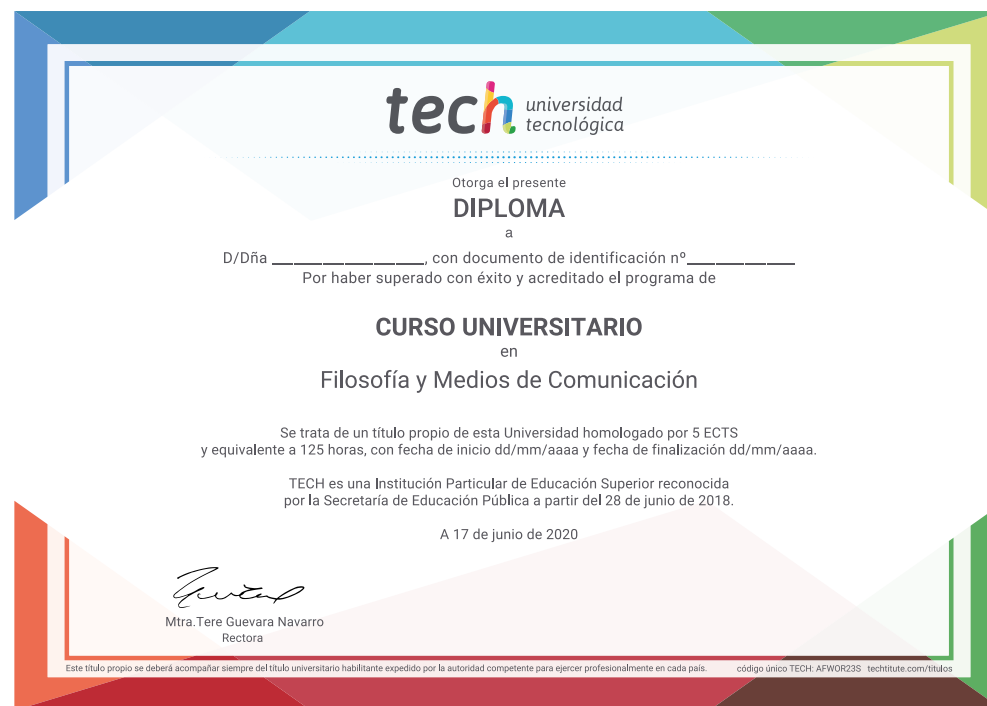 tech universidad
tecnológica
Otorga el presente
DIPLOMA
a
D/Dña ______________, con documento de identificación nº__________
Por haber superado con éxito y acreditado el programa de
CURSO UNIVERSITARIO
en
Filosofía y Medios de Comunicación
Se trata de un título propio de esta Universidad homologado por 5 ECTS
y equivalente a 125 horas, con fecha de inicio dd/mm/aaaa y fecha de finalización dd/mm/aaaa.
TECH es una Institución Particular de Educación Superior reconocida
por la Secretaría de Educación Pública a partir del 28 de junio de 2018.
A 17 de junio de 2020
Mtra.Tere Guevara Navarro
Rectora
Este título propio se deberá acompañar siempre del título universitario habilitante expedido por la autoridad competente para ejercer profesionalmente en cada país. código único TECH: AFWOR23S techtitute.com/titulos